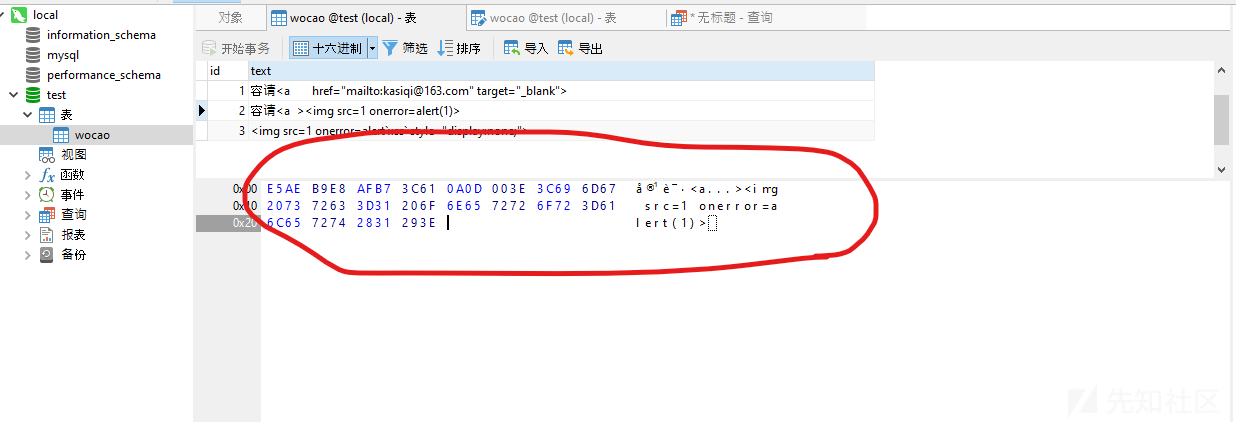 local
information_schema
mysql
performance_schema
test
表
wocao
视图
函数
事件
查询
报表
备份
对象
wocao @test (local) - 表
wocao @test (local) - 表
* 无标题 - 查询
开始事务
十六进制
筛选
排序
导入
导出
id text
1 容请<a href="mailto:kasiqi@163.com" target="_blank">
2 容请<a ><img src=1 onerror=alert(1)>
3 <img src=1 onerror=alert`xss` style="display:none;">
0x00 E5AE B9E8 AFB7 3C61 0A0D 003E 3C69 6D67 å®¹è¯·<a...><img
0x10 2073 7263 3D31 206F 6E65 7272 6F72 3D61 src=1 onerror=a
0x20 6C65 7274 2831 293E lert(1)>
先知社区